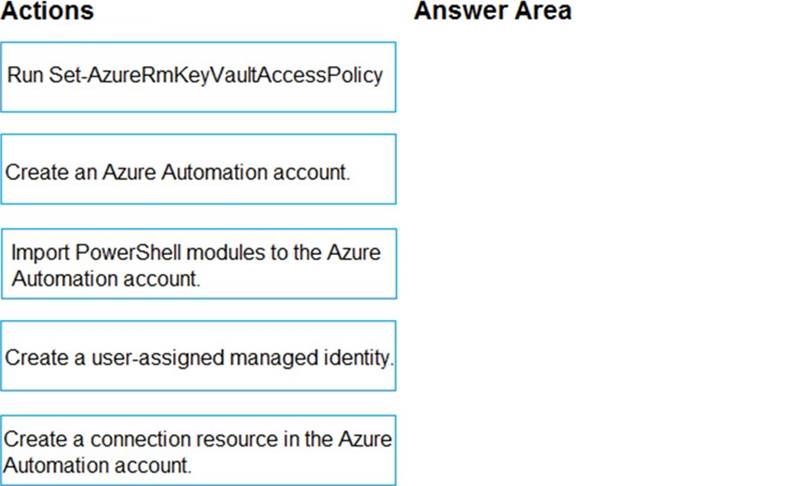 Actions
Answer Area
Run Set-AzureRmKeyVaultAccessPolicy
Create an Azure Automation account.
Import PowerShell modules to the Azure
Automation account.
Create a user-assigned managed identity.
Create a connection resource in the Azure
Automation account.